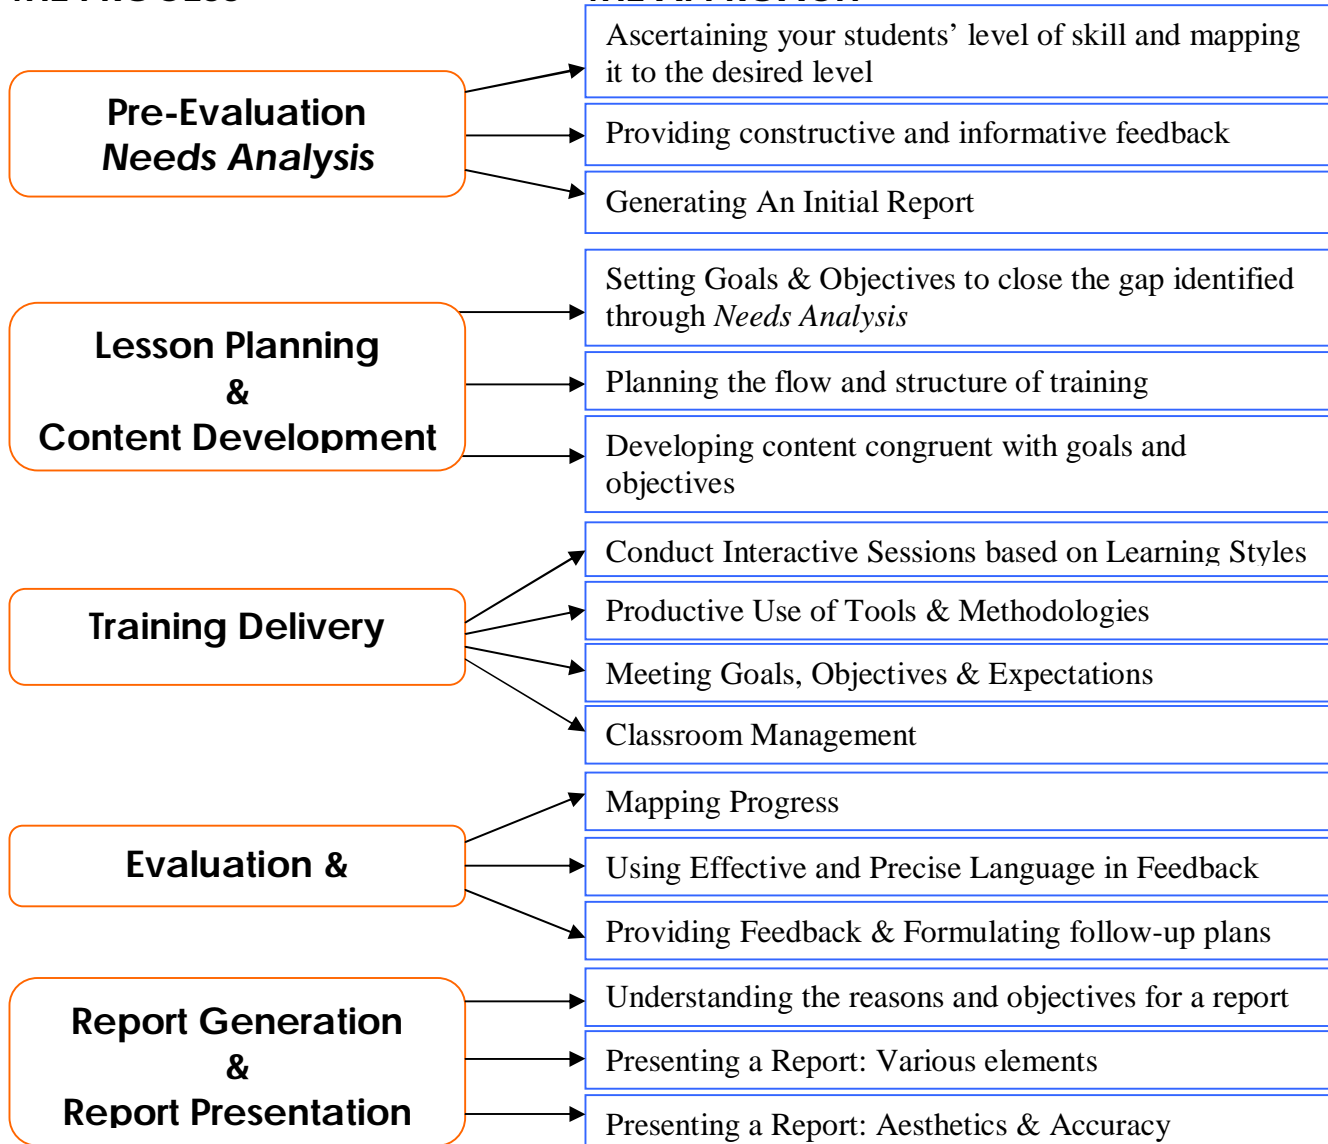 THE PROCESS
THE APPROACH
Pre-Evaluation
Needs Analysis
Ascertaining your students’ level of skill and mapping
it to the desired level
Providing constructive and informative feedback
Generating An Initial Report
Lesson Planning
&
Content Development
Setting Goals & Objectives to close the gap identified
through Needs Analysis
Planning the flow and structure of training
Developing content congruent with goals and
objectives
Training Delivery
Conduct Interactive Sessions based on Learning Styles
Productive Use of Tools & Methodologies
Meeting Goals, Objectives & Expectations
Classroom Management
Evaluation &
Mapping Progress
Using Effective and Precise Language in Feedback
Providing Feedback & Formulating follow-up plans
Report Generation
&
Report Presentation
Understanding the reasons and objectives for a report
Presenting a Report: Various elements
Presenting a Report: Aesthetics & Accuracy